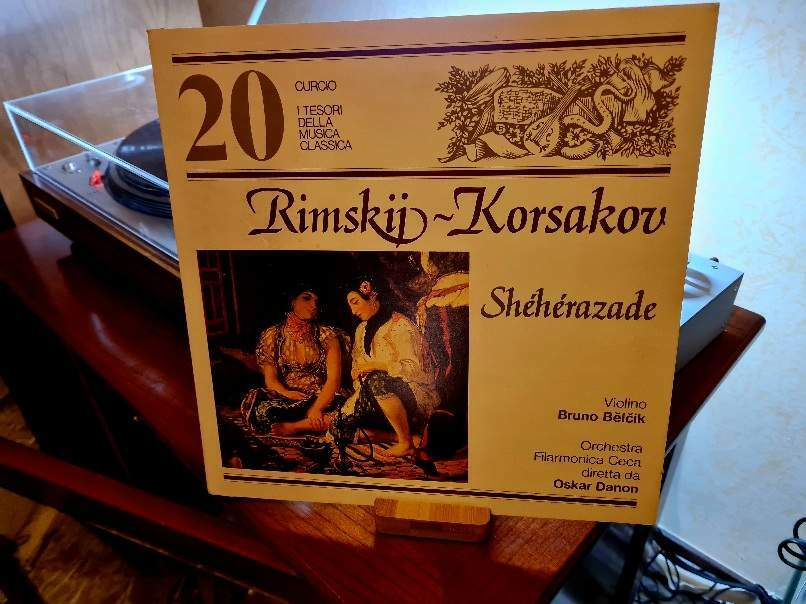 20
CURCIO
I TESORI
DELLA
MUSICA
CLASSICA
Rimskij~Korsakov
Shéhérazade
Violino
Bruno Bělčík
Orchestra
Filarmonica Ceca
diretta da
Oskar Danon